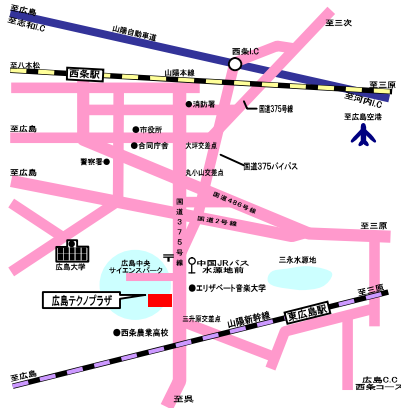 至広島
至志和I.C
山陽自動車道
至三次
西条I.C
至八本松
西条駅
山陽本線
至三原
至河内I.C
消防署
国道375号線
至広島空港
至広島
市役所
合同庁舎
大坪交差点
警察署
国道375バイパス
丸小山交差点
至広島
国道486号線
国道375号線
国道2号線
至三原
広島大学
広島中央
サイエンスパーク
〒
中国JRバス
水源地前
三永水源地
エリザベート音楽大学
広島テクノプラザ
至三原
三升原交差点
山陽新幹線
東広島駅
西条農業高校
至広島
広島C.C
西条コース
至呉